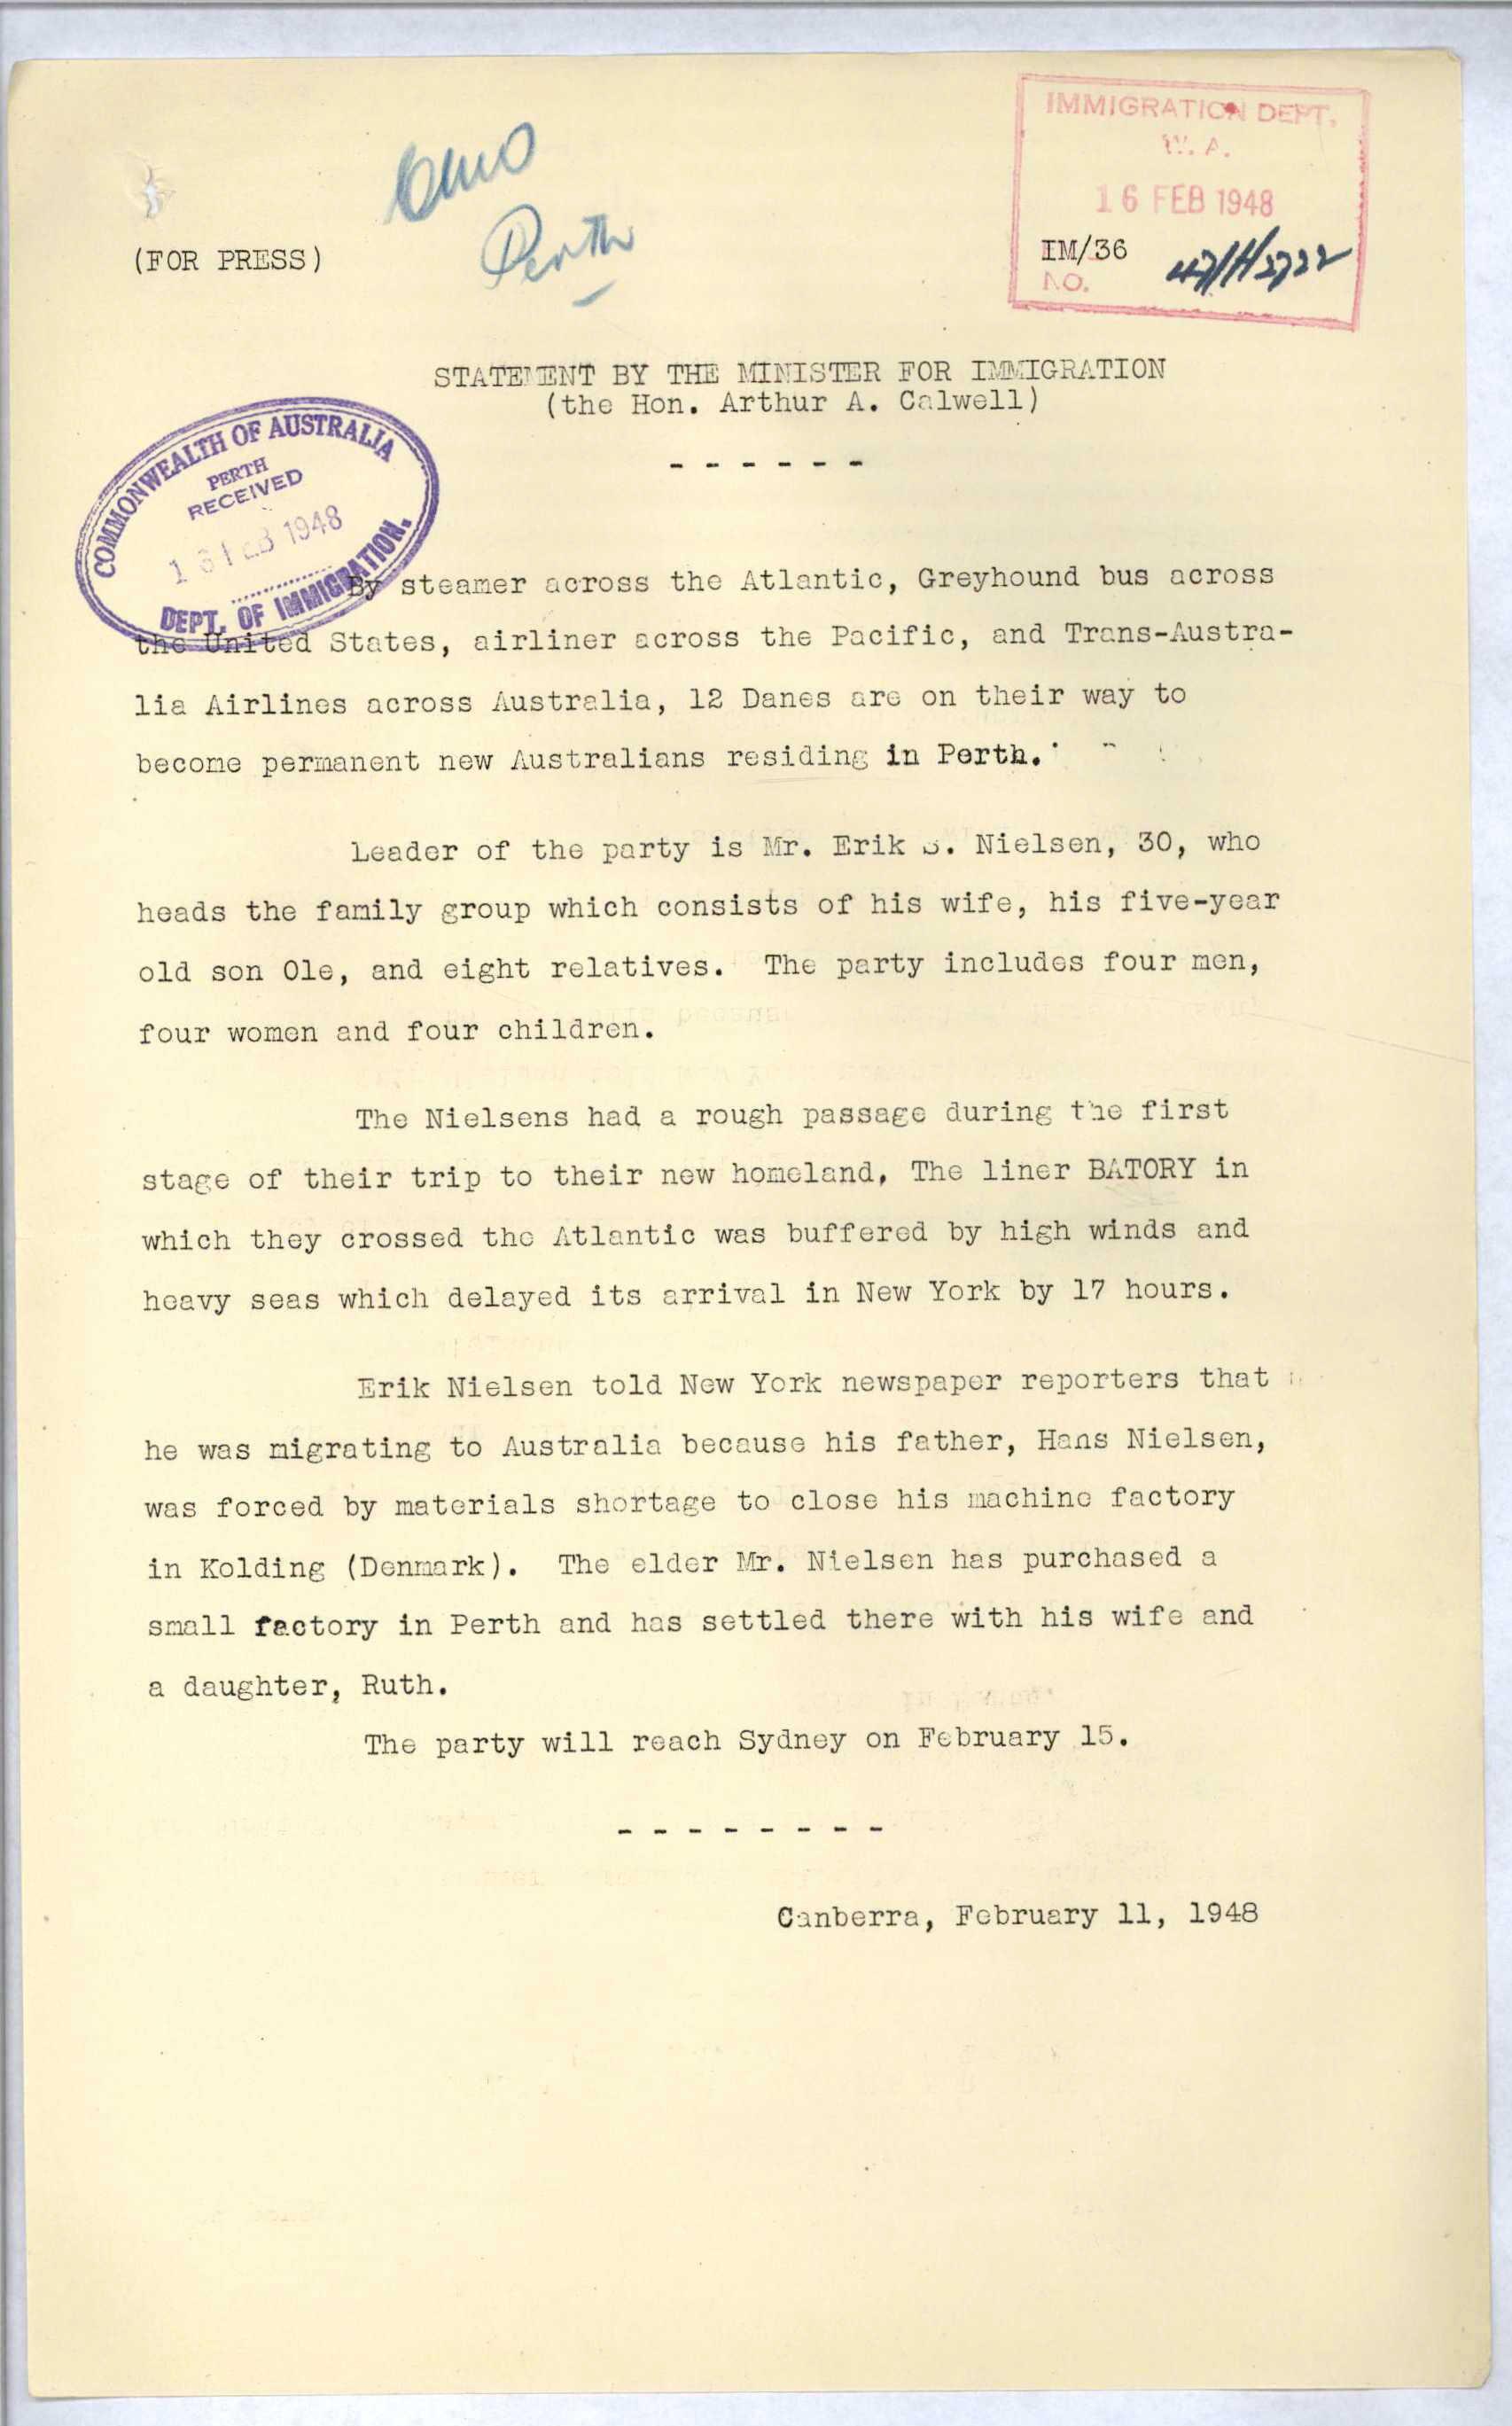 IMMIGRATION DEPT.
W. A.
16 FEB 1948
IM/36
NO.
Perth
(FOR PRESS)
STATEMENT BY THE MINISTER FOR IMMIGRATION
(the Hon. Arthur A. Calwell)
- - - - - -
COMMONWEALTH OF AUSTRALIA
PERTH
RECEIVED
1948
DEPT. OF IMMIGRATION.
By steamer across the Atlantic, Greyhound bus across
the United States, airliner across the Pacific, and Trans-Austra-
lia Airlines across Australia, 12 Danes are on their way to
become permanent new Australians residing in Perth.
Leader of the party is Mr. Erik S. Nielsen, 30, who
heads the family group which consists of his wife, his five-year
old son Ole, and eight relatives. The party includes four men,
four women and four children.
The Nielsens had a rough passage during the first
stage of their trip to their new homeland, The liner BATORY in
which they crossed the Atlantic was buffered by high winds and
heavy seas which delayed its arrival in New York by 17 hours.
Erik Nielsen told New York newspaper reporters that
he was migrating to Australia because his father, Hans Nielsen,
was forced by materials shortage to close his machine factory
in Kolding (Denmark). The elder Mr. Nielsen has purchased a
small factory in Perth and has settled there with his wife and
a daughter, Ruth.
The party will reach Sydney on February 15.
- - - - - - - -
Canberra, February 11, 1948